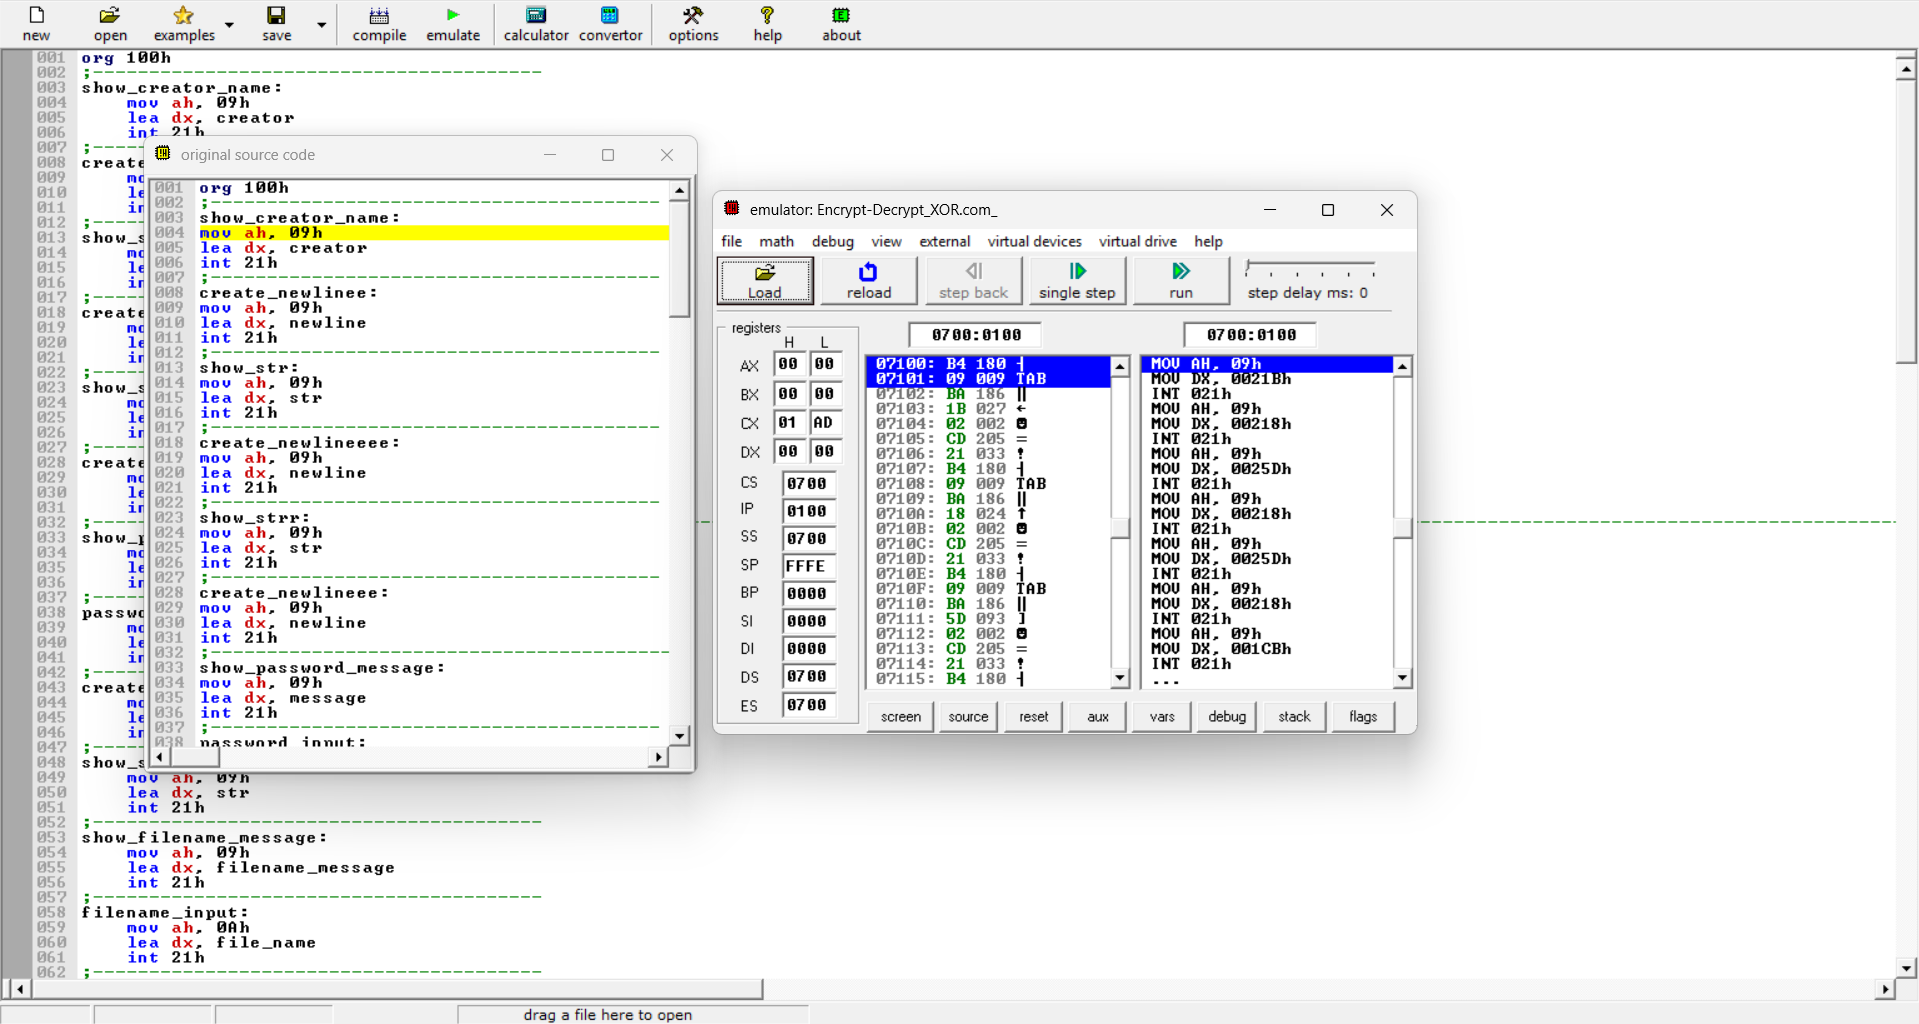 new open examples save compile emulate calculator convertor options help about
001 org 100h
002 ;
003 show_creator_name:
004 mov ah, 09h
005 lea dx, creator
006 int 21h
007 ;
008 create
009 mo
010 le
011 in
012 ;
013 show_s
014 mo
015 le
016 in
017 ;
018 create
019 mo
020 le
021 in
022 ;
023 show_s
024 mo
025 le
026 in
027 ;
028 create
029 mo
030 le
031 in
032 ;
033 show_p
034 mo
035 le
036 in
037 ;
038 passwo
039 mo
040 le
041 in
042 ;
043 create
044 mo
045 le
046 in
047 ;
048 show_s
049 mov ah, 09h
050 lea dx, str
051 int 21h
052 ;
053 show_filename_message:
054 mov ah, 09h
055 lea dx, filename_message
056 int 21h
057 ;
058 filename_input:
059 mov ah, 0Ah
060 lea dx, file_name
061 int 21h
062 ;
drag a file here to open
original source code
001 org 100h
002 ;
003 show_creator_name:
004 mov ah, 09h
005 lea dx, creator
006 int 21h
007 ;
008 create_newlinee:
009 mov ah, 09h
010 lea dx, newline
011 int 21h
012 ;
013 show_str:
014 mov ah, 09h
015 lea dx, str
016 int 21h
017 ;
018 create_newlineeee:
019 mov ah, 09h
020 lea dx, newline
021 int 21h
022 ;
023 show_strr:
024 mov ah, 09h
025 lea dx, str
026 int 21h
027 ;
028 create_newlineee:
029 mov ah, 09h
030 lea dx, newline
031 int 21h
032 ;
033 show_password_message:
034 mov ah, 09h
035 lea dx, message
036 int 21h
037 ;
038 password_input:
emulator: Encrypt-Decrypt_XOR.com_
file math debug view external virtual devices virtual drive help
Load reload step back single step run step delay ms: 0
registers
H L
AX 00 00
BX 00 00
CX 01 AD
DX 00 00
CS 0700
IP 0100
SS 0700
SP FFFE
BP 0000
SI 0000
DI 0000
DS 0700
ES 0700
0700:0100
07100: B4 180 ┤
07101: 09 009 TAB
07102: BA 186 ║
07103: 1B 027 ←
07104: 02 002 ☻
07105: CD 205 =
07106: 21 033 !
07107: B4 180 ┤
07108: 09 009 TAB
07109: BA 186 ║
0710A: 18 024 ↑
0710B: 02 002 ☻
0710C: CD 205 =
0710D: 21 033 !
0710E: B4 180 ┤
0710F: 09 009 TAB
07110: BA 186 ║
07111: 5D 093 ]
07112: 02 002 ☻
07113: CD 205 =
07114: 21 033 !
07115: B4 180 ┤
0700:0100
MOV AH, 09h
MOV DX, 0021Bh
INT 021h
MOV AH, 09h
MOV DX, 00218h
INT 021h
MOV AH, 09h
MOV DX, 0025Dh
INT 021h
MOV AH, 09h
MOV DX, 00218h
INT 021h
MOV AH, 09h
MOV DX, 0025Dh
INT 021h
MOV AH, 09h
MOV DX, 00218h
INT 021h
MOV AH, 09h
MOV DX, 001CBh
INT 021h
...
screen source reset aux vars debug stack flags